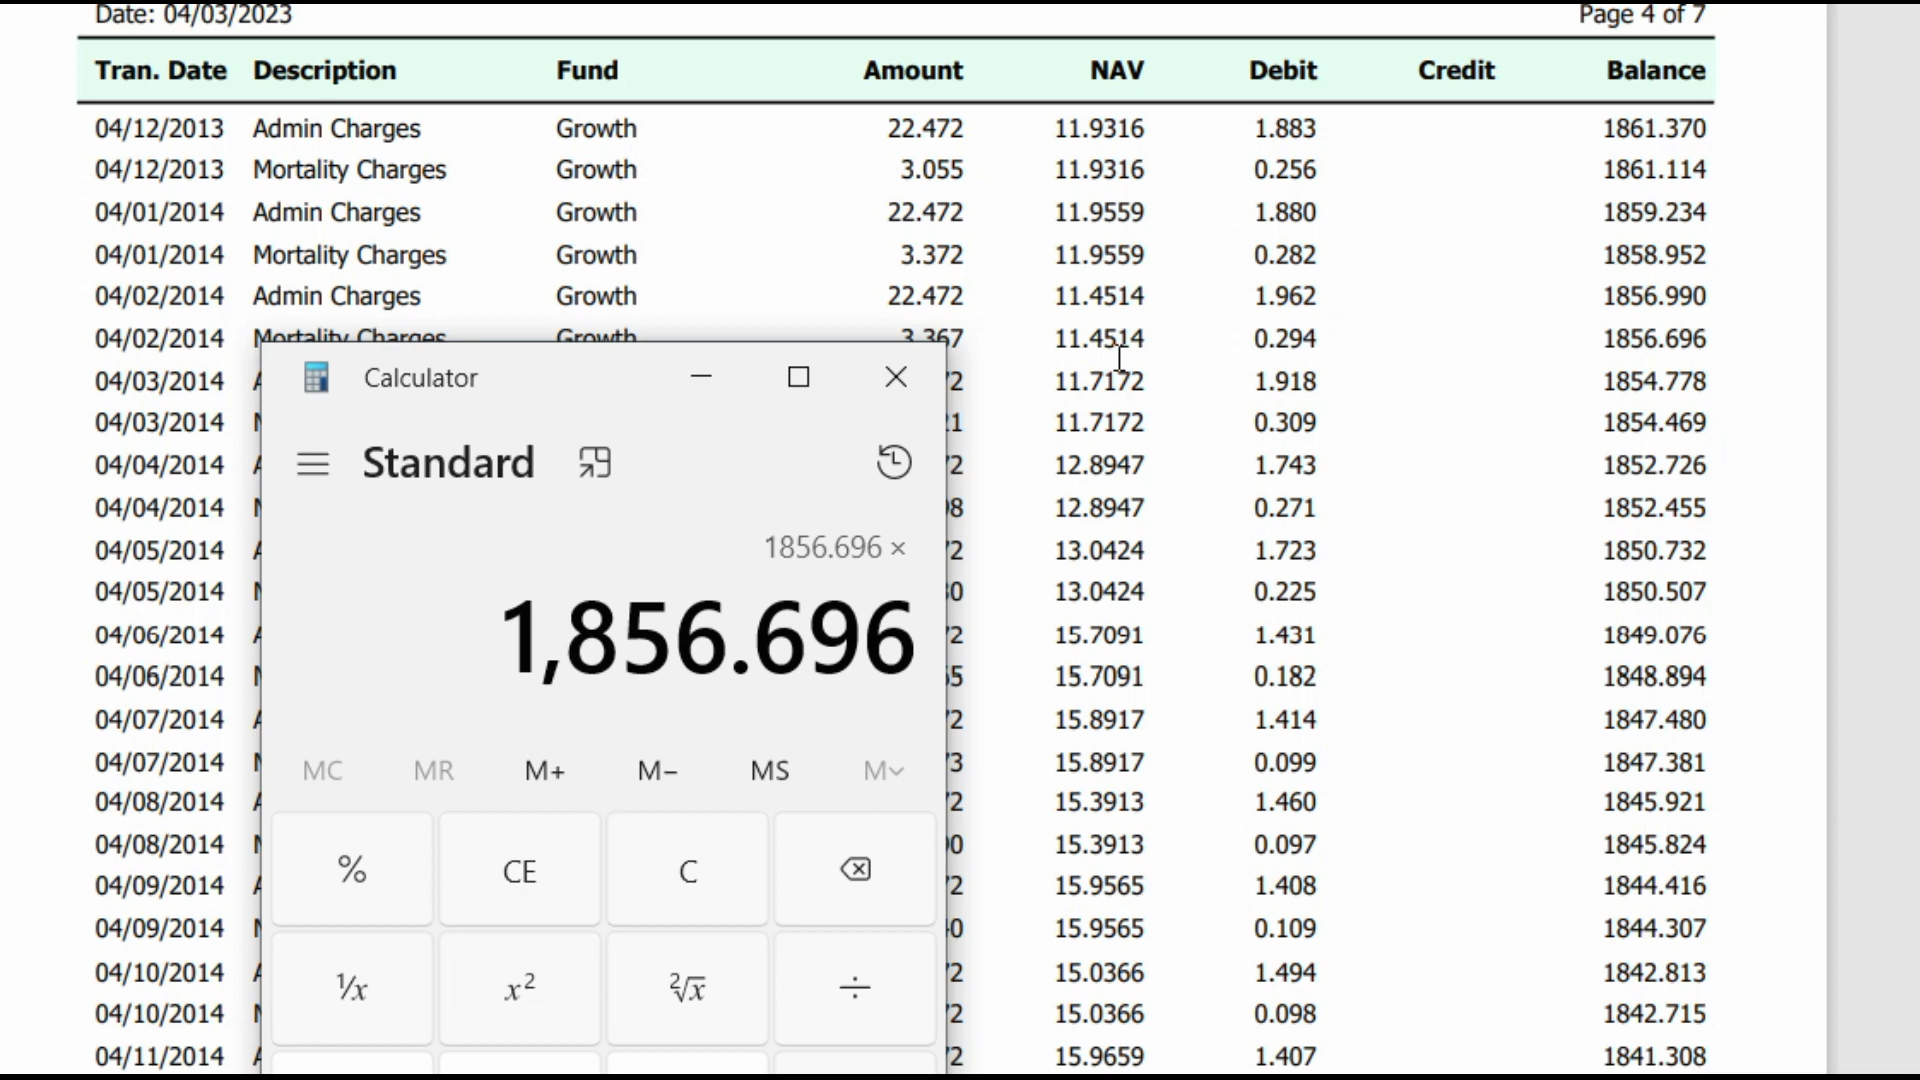 Date: 04/03/2023 Page 4 of 7
Tran. Date Description Fund Amount NAV Debit Credit Balance
04/12/2013 Admin Charges Growth 22.472 11.9316 1.883 1861.370
04/12/2013 Mortality Charges Growth 3.055 11.9316 0.256 1861.114
04/01/2014 Admin Charges Growth 22.472 11.9559 1.880 1859.234
04/01/2014 Mortality Charges Growth 3.372 11.9559 0.282 1858.952
04/02/2014 Admin Charges Growth 22.472 11.4514 1.962 1856.990
04/02/2014 Mortality Charges Growth 3.367 11.4514 0.294 1856.696
04/03/2014 11.7172 1.918 1854.778
04/03/2014 11.7172 0.309 1854.469
04/04/2014 12.8947 1.743 1852.726
04/04/2014 12.8947 0.271 1852.455
04/05/2014 13.0424 1.723 1850.732
04/05/2014 13.0424 0.225 1850.507
04/06/2014 15.7091 1.431 1849.076
04/06/2014 15.7091 0.182 1848.894
04/07/2014 15.8917 1.414 1847.480
04/07/2014 15.8917 0.099 1847.381
04/08/2014 15.3913 1.460 1845.921
04/08/2014 15.3913 0.097 1845.824
04/09/2014 15.9565 1.408 1844.416
04/09/2014 15.9565 0.109 1844.307
04/10/2014 15.0366 1.494 1842.813
04/10/2014 15.0366 0.098 1842.715
04/11/2014 15.9659 1.407 1841.308
Calculator
Standard
1856.696 ×
1,856.696
MC MR M+ M− MS M
% CE C
1/x x² ²√x ÷